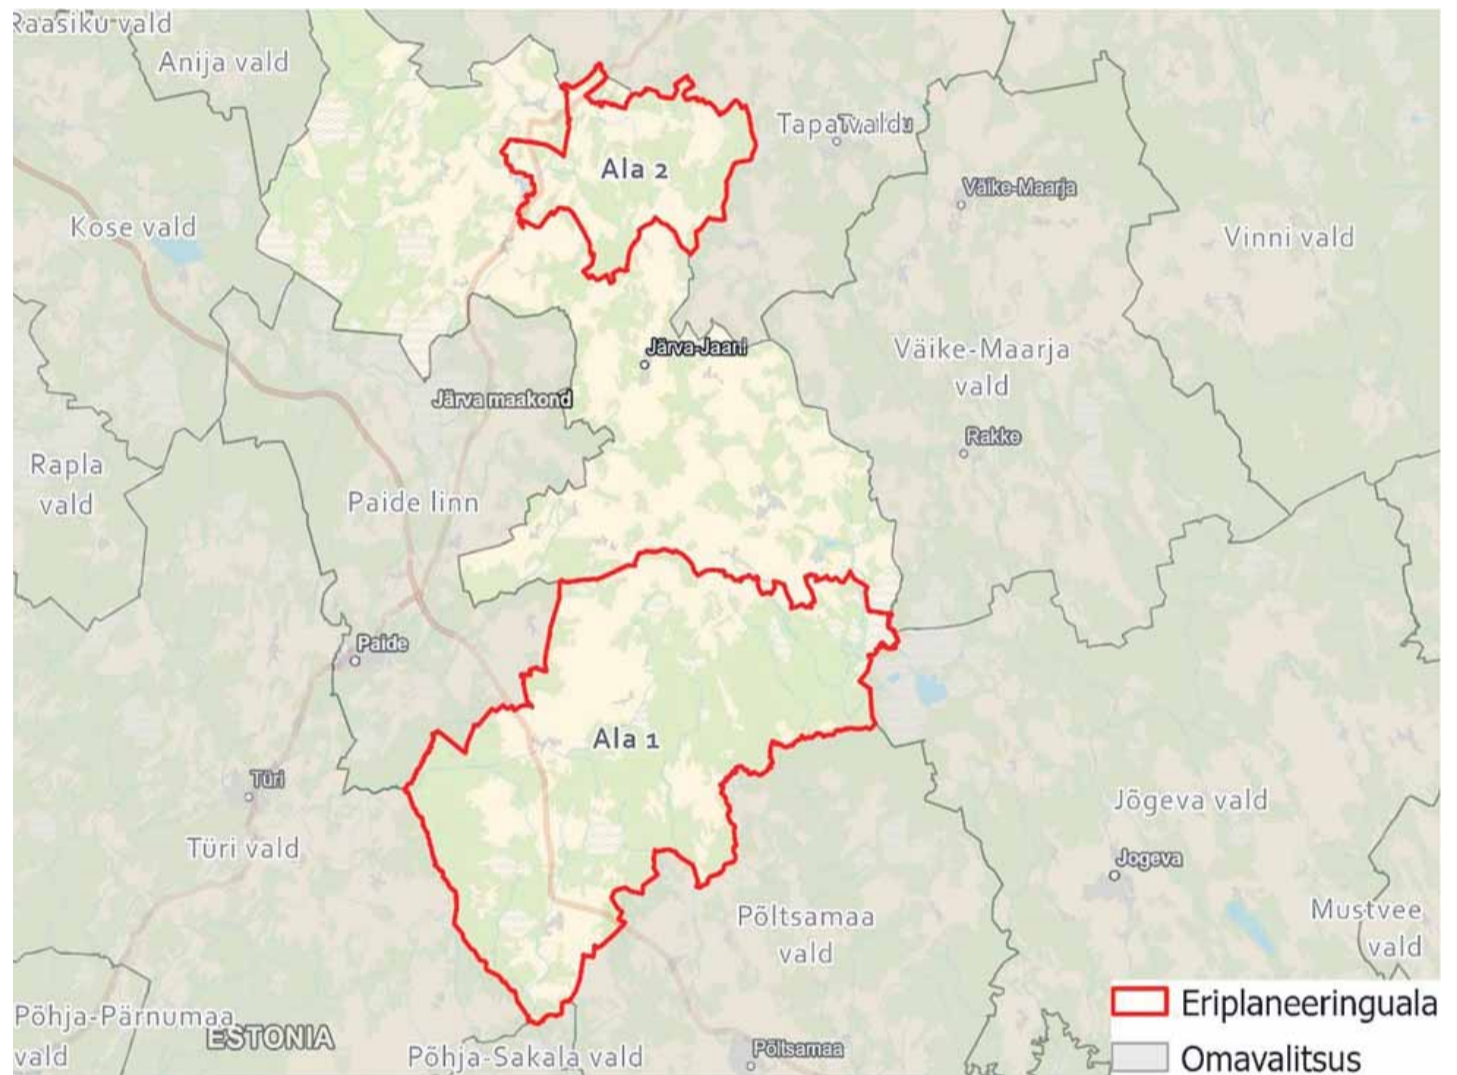 Raasiku vald
Anija vald
Tapa vald
Väike-Maarja
Kose vald
Ala 2
Vinni vald
Järva-Jaani
Väike-Maarja
vald
Järva maakond
Rakke
Rapla
vald
Paide linn
Paide
Ala 1
Türi
Türi vald
Jõgeva vald
Jõgeva
Põltsamaa
vald
Mustvee
vald
Põhja-Pärnumaa
vald
ESTONIA
Põhja-Sakala vald
Põltsamaa
Eriplaneeringuala
Omavalitsus